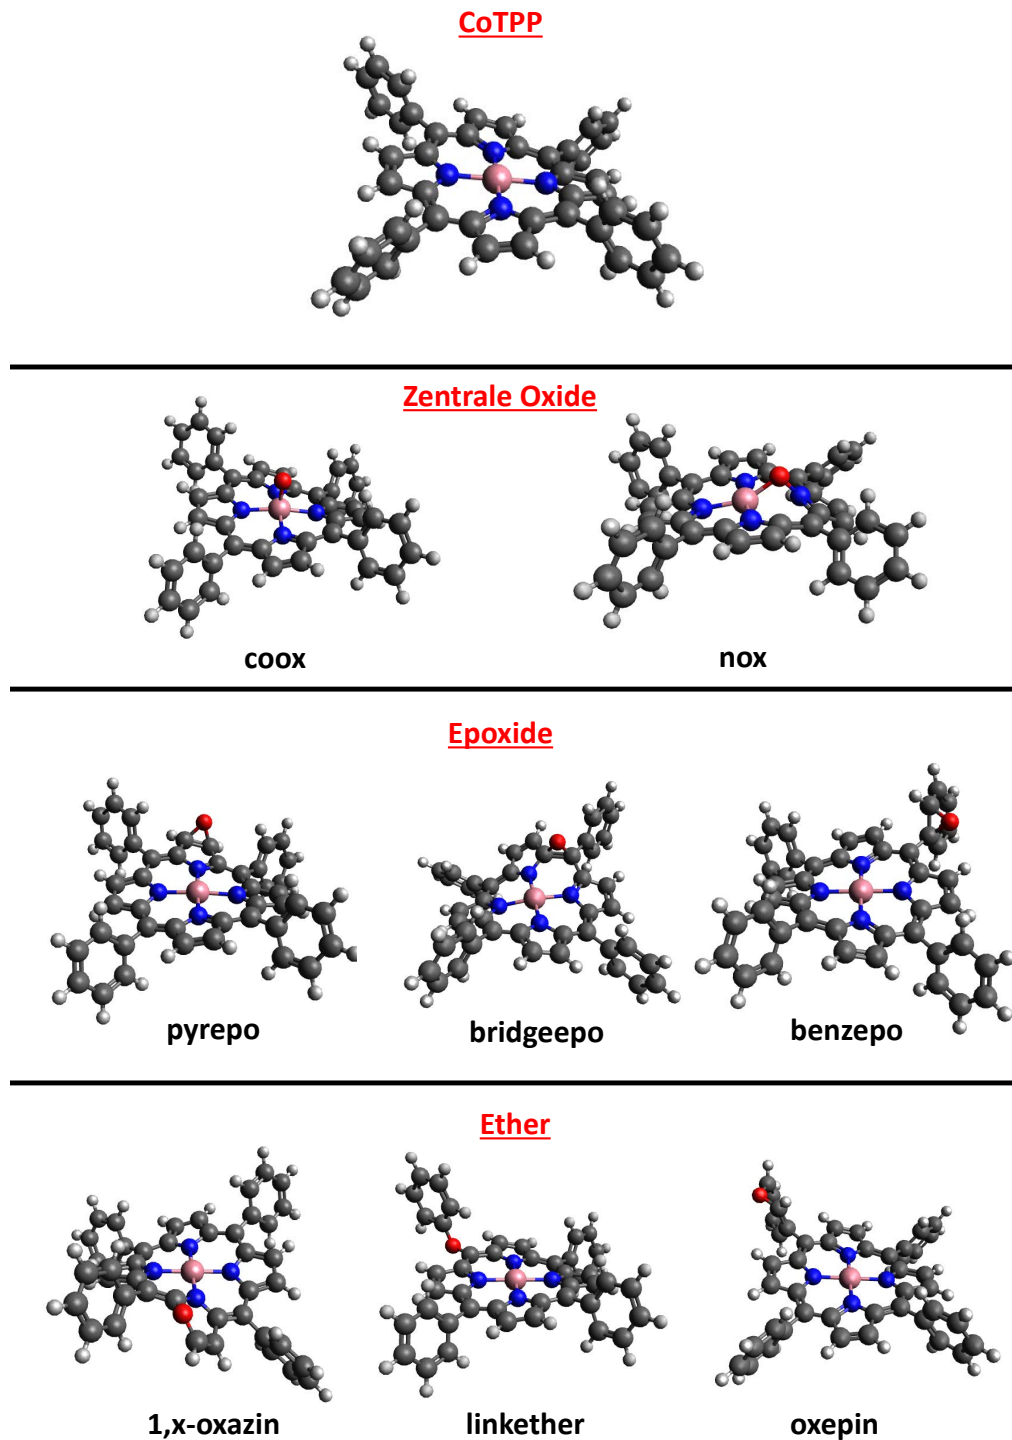 CoTPP
Zentrale Oxide
coox
nox
Epoxide
pyrepo
bridgeepo
benzepo
Ether
1,x-oxazin
linkether
oxepin